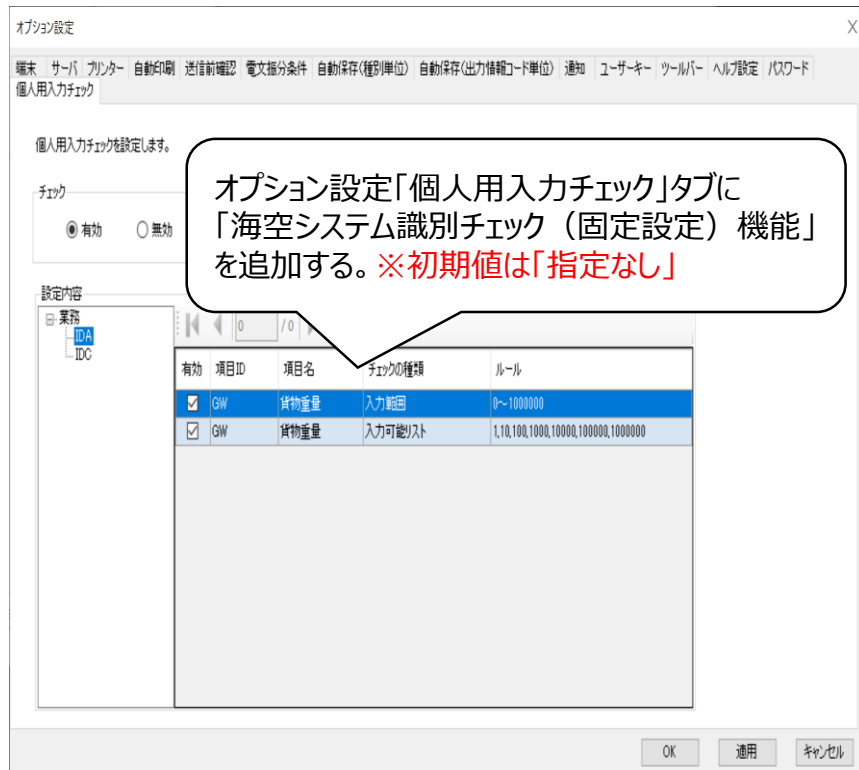 オプション設定
X
端末 サーバ プリンター 自動印刷 送信前確認 電文振分条件 自動保存(種別単位) 自動保存(出力情報コード単位) 通知 ユーザーキー ツールバー ヘルプ設定 パスワード
個人用入力チェック
個人用入力チェックを設定します。
オプション設定「個人用入力チェック」タブに
「海空システム識別チェック（固定設定）機能」
を追加する。※初期値は「指定なし」
チェック
有効 無効
設定内容
業務
IDA
IDC
0 / 0
有効 項目ID 項目名 チェックの種類 ルール
GW 貨物重量 入力範囲 0～1000000
GW 貨物重量 入力可能リスト 1,10,100,1000,10000,100000,1000000
OK 適用 キャンセル